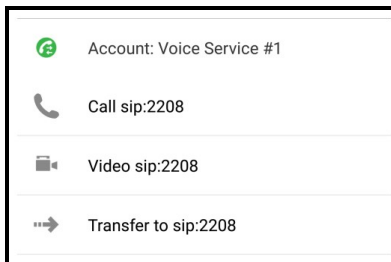 Account: Voice Service #1
Call sip:2208
Video sip:2208
Transfer to sip:2208